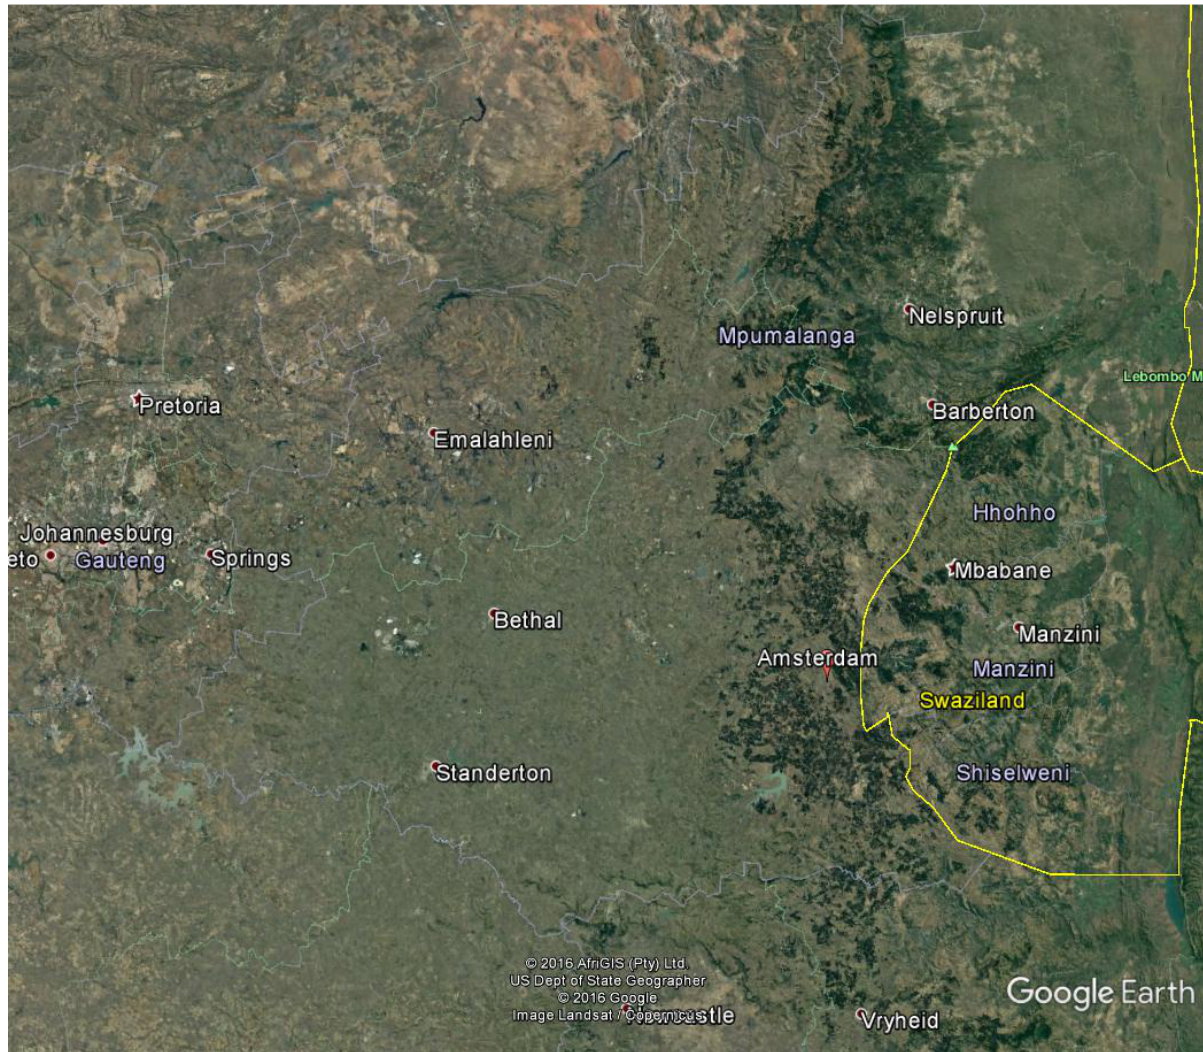 Nelspruit
Mpumalanga
Lebombo M
Pretoria
Barberton
Emalahleni
Hhohho
Johannesburg
eto
Gauteng
Springs
Mbabane
Bethal
Manzini
Amsterdam
Manzini
Swaziland
Standerton
Shiselweni
© 2016 AfriGIS (Pty) Ltd.
US Dept of State Geographer
© 2016 Google
Image Landsat / Copernicus
Newcastle
Vryheid
Google Earth